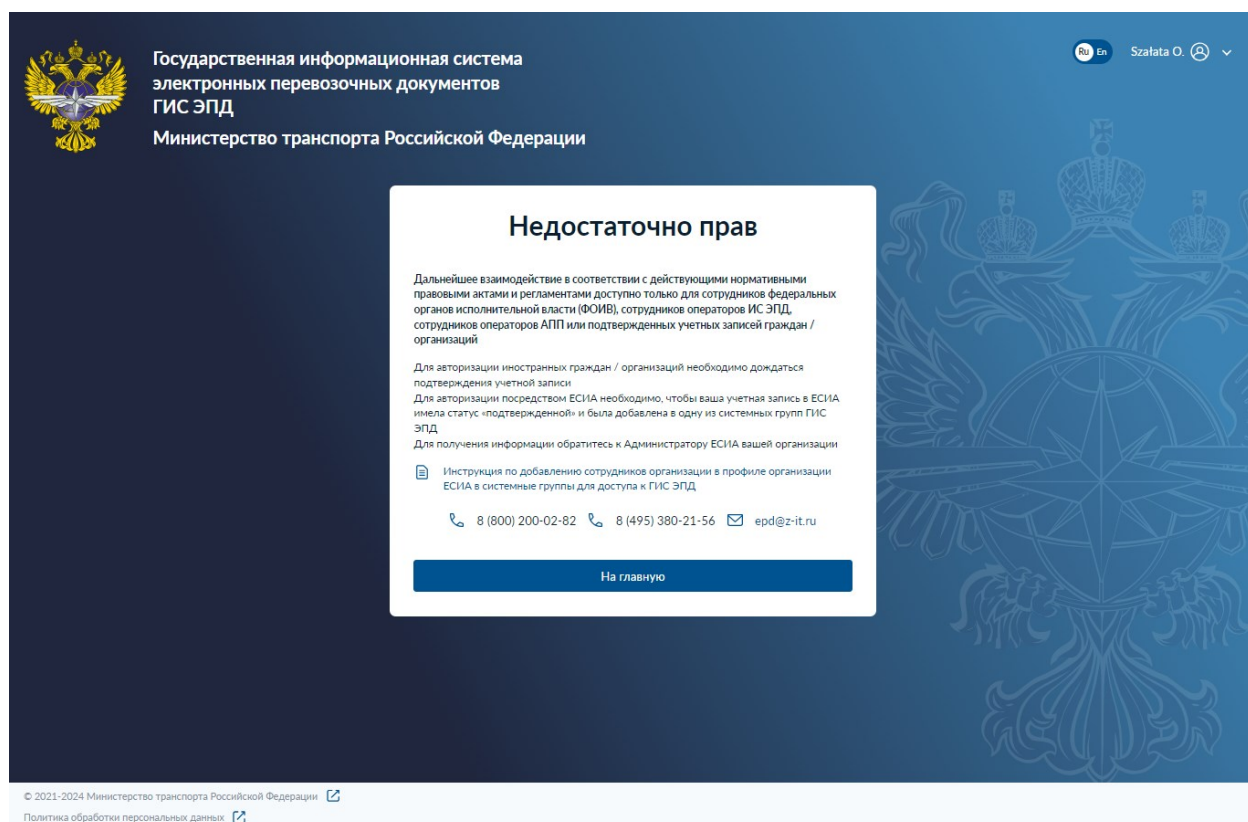 Государственная информационная система
электронных перевозочных документов
ГИС ЭПД
Министерство транспорта Российской Федерации
Ru En
Szałata O.
Недостаточно прав
Дальнейшее взаимодействие в соответствии с действующими нормативными
правовыми актами и регламентами доступно только для сотрудников федеральных
органов исполнительной власти (ФОИВ), сотрудников операторов ИС ЭПД,
сотрудников операторов АПП или подтвержденных учетных записей граждан /
организаций
Для авторизации иностранных граждан / организаций необходимо дождаться
подтверждения учетной записи
Для авторизации посредством ЕСИА необходимо, чтобы ваша учетная запись в ЕСИА
имела статус «подтвержденной» и была добавлена в одну из системных групп ГИС
ЭПД
Для получения информации обратитесь к Администратору ЕСИА вашей организации
Инструкция по добавлению сотрудников организации в профиле организации
ЕСИА в системные группы для доступа к ГИС ЭПД
8 (800) 200-02-82 8 (495) 380-21-56 epd@z-it.ru
На главную
© 2021-2024 Министерство транспорта Российской Федерации
Политика обработки персональных данных